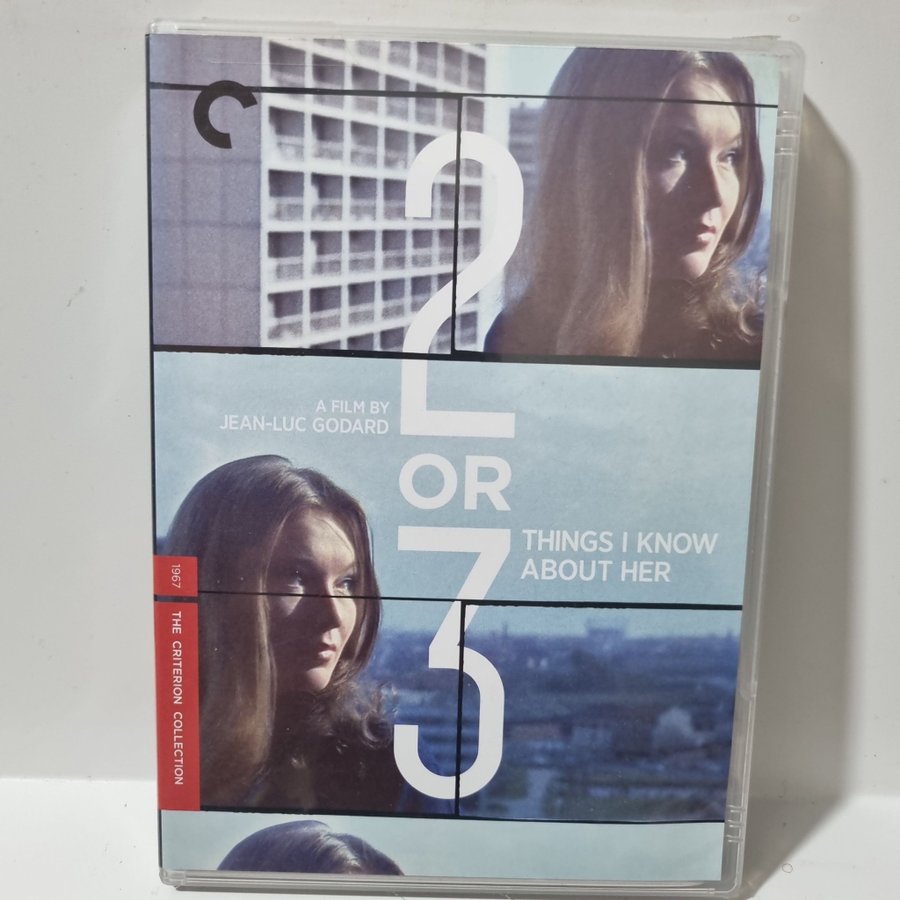 2
A FILM BY
JEAN-LUC GODARD
OR
3
THINGS I KNOW
ABOUT HER
1967
THE CRITERION COLLECTION